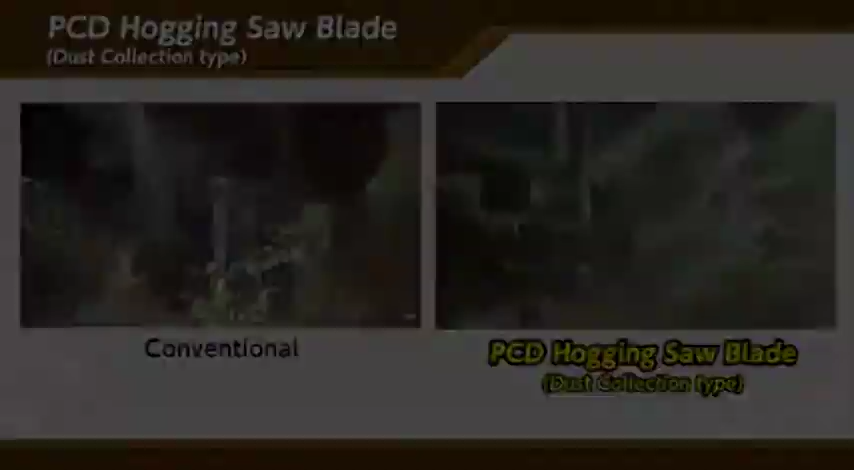 PCD Hogging Saw Blade
(Dust Collection type)
Conventional
PCD Hogging Saw Blade
(Dust Collection type)